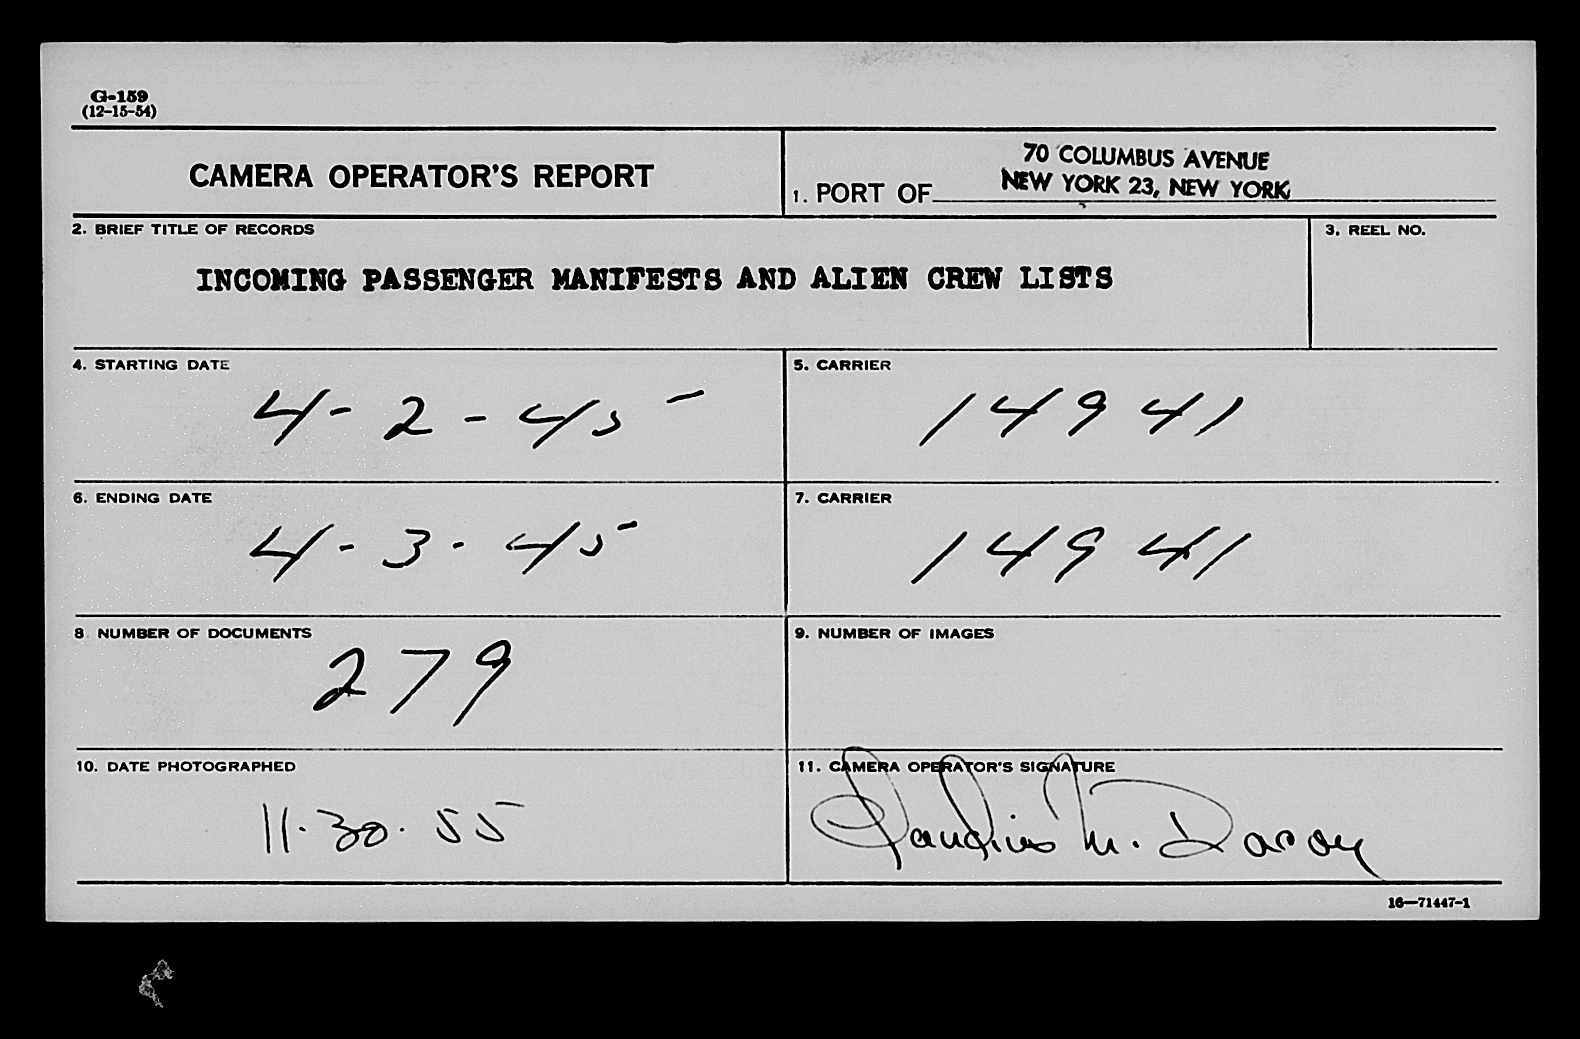 G-159
(12-15-54)
CAMERA OPERATOR'S REPORT
70 COLUMBUS AVENUE
1. PORT OF NEW YORK 23, NEW YORK
2. BRIEF TITLE OF RECORDS
3. REEL NO.
INCOMING PASSENGER MANIFESTS AND ALIEN CREW LISTS
4. STARTING DATE
5. CARRIER
4-2-45
14941
6. ENDING DATE
7. CARRIER
4-3-45
14941
8 NUMBER OF DOCUMENTS
9. NUMBER OF IMAGES
279
10. DATE PHOTOGRAPHED
11. CAMERA OPERATOR'S SIGNATURE
11.30.55
Claudius M.
16—71447-1